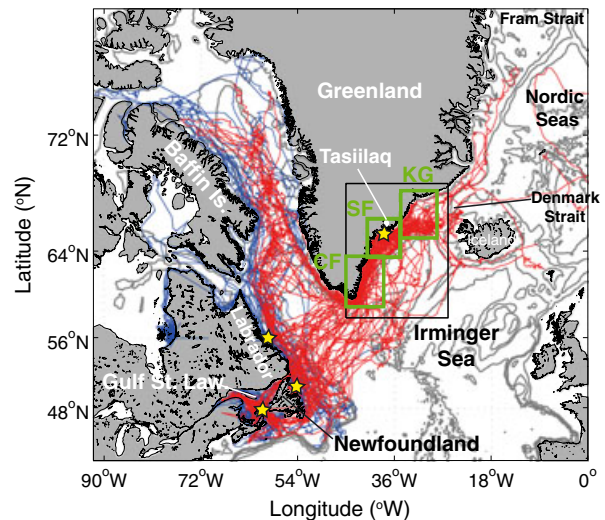 Fram Strait
Greenland
Nordic
Seas
Tasiilaq
KG
Baffin Is
SF
Denmark
Strait
Iceland
CF
Labrador
Irminger
Sea
Gulf St. Law
Newfoundland
72°N
64°N
56°N
48°N
Latitude (°N)
90°W 72°W 54°W 36°W 18°W 0°
Longitude (°W)